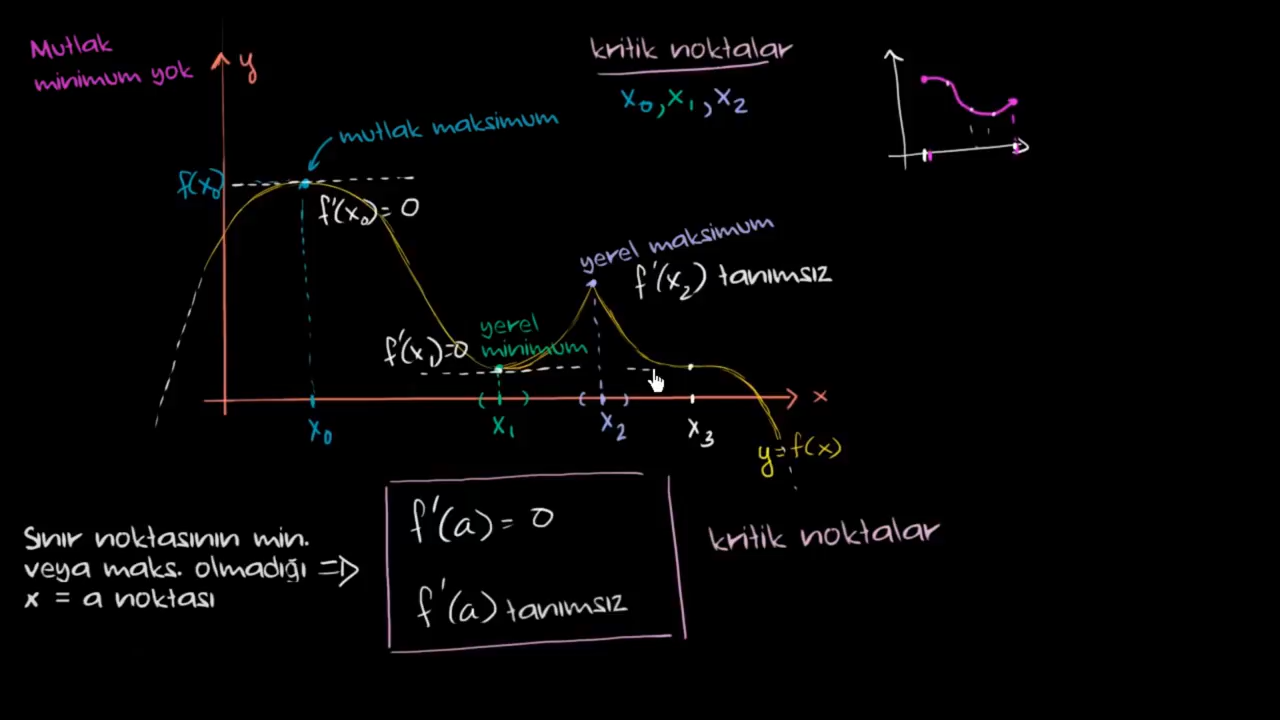 Mutlak
minimum yok
y
kritik noktalar
x₀, x₁, x₂
mutlak maksimum
f(x₀)
f'(x₀) = 0
yerel maksimum
f'(x₂) tanımsız
yerel
minimum
f'(x₁)=0
x
x₀
x₁
x₂
x₃
y=f(x)
Sınır noktasının min.
veya maks. olmadığı ⇒
x = a noktası
f'(a) = 0
f'(a) tanımsız
kritik noktalar